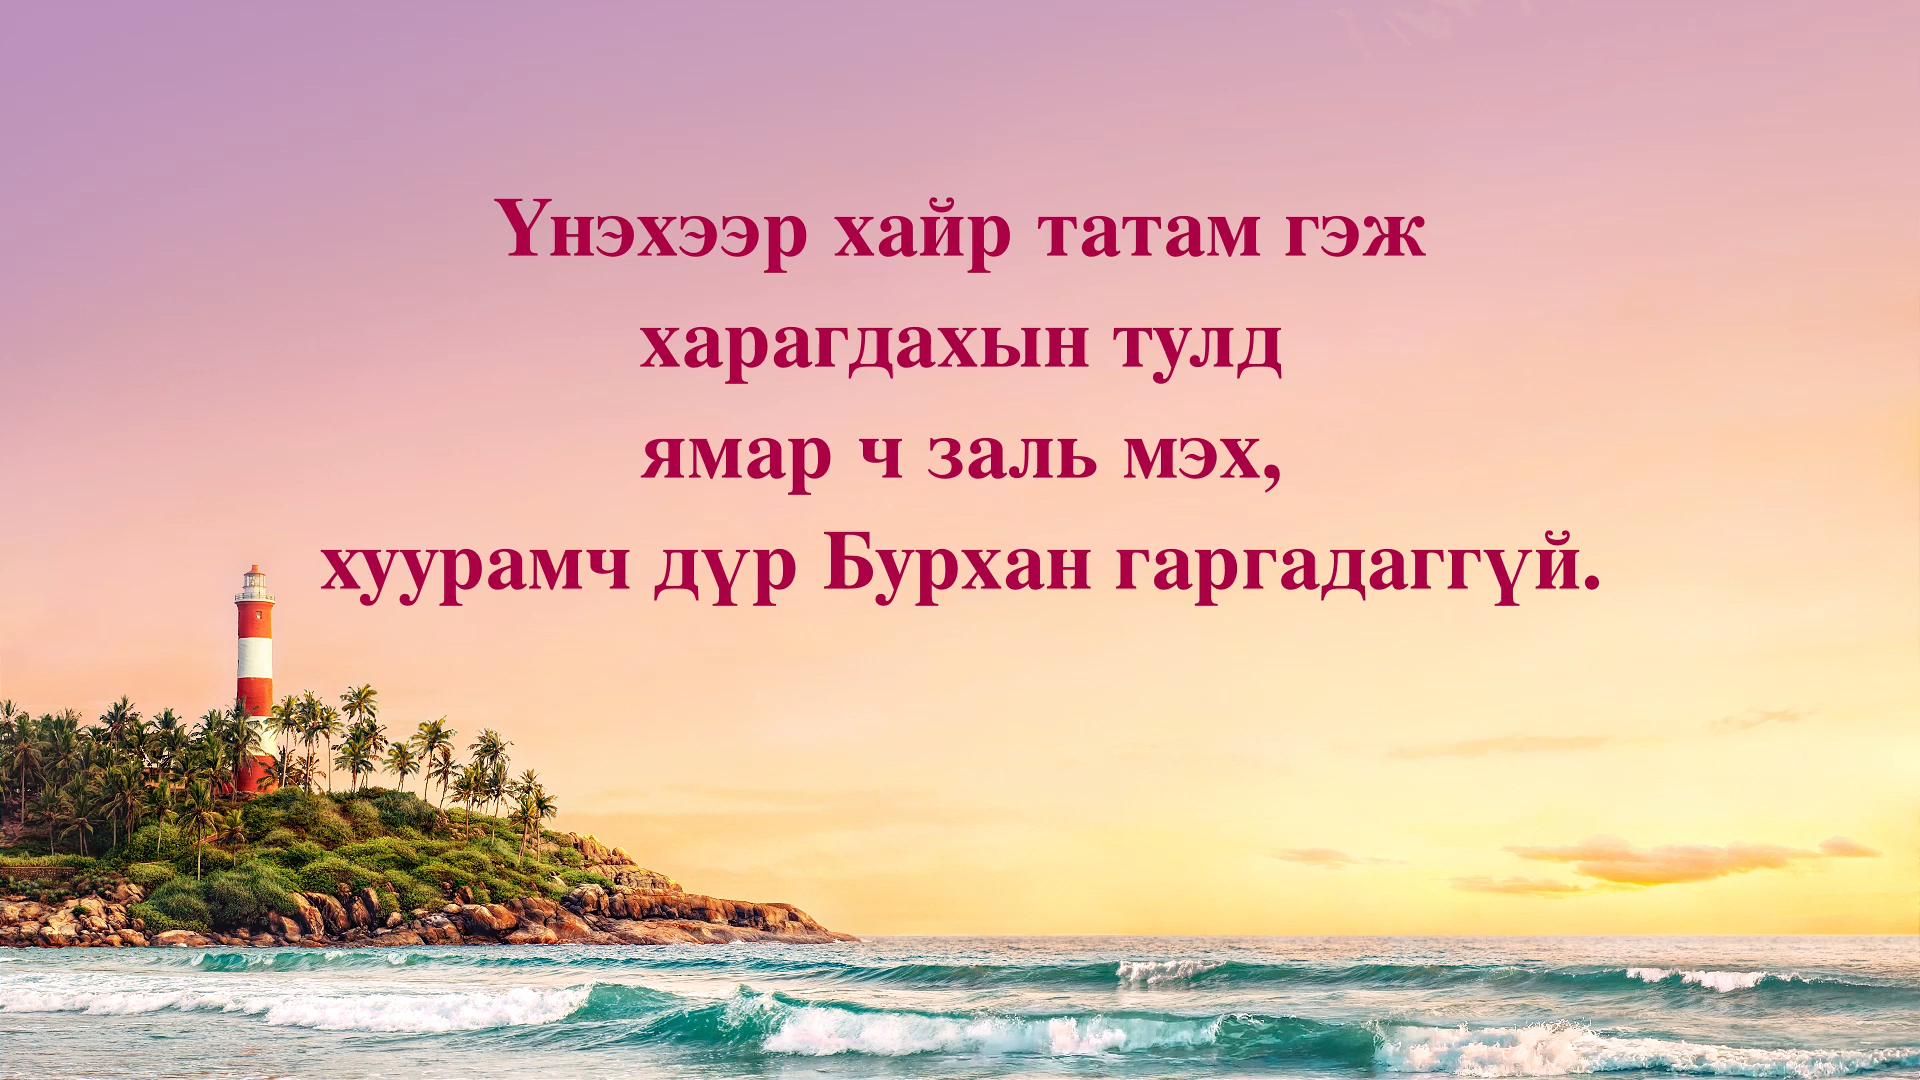 Үнэхээр хайр татам гэж
харагдахын тулд
ямар ч заль мэх,
хуурамч дүр Бурхан гаргадаггүй.